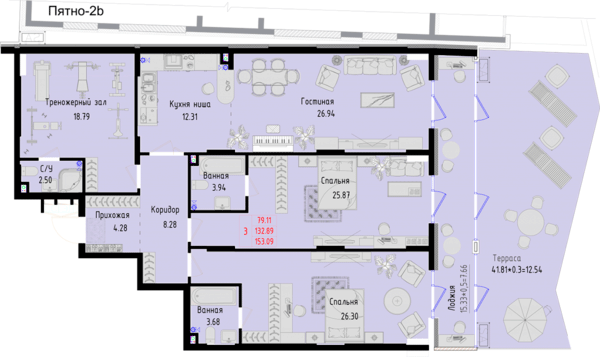 Пятно-2b
Тренажерный зал
18.79
Кухня ниша
12.31
Гостиная
26.94
С/У
2.50
Ванная
3.94
Спальня
25.87
Прихожая
4.28
Коридор
8.28
79.11
3 132.89
153.09
Терраса
41.81*0.3=12.54
Лоджия
15.33*0,5=7.66
Ванная
3.68
Спальня
26.30